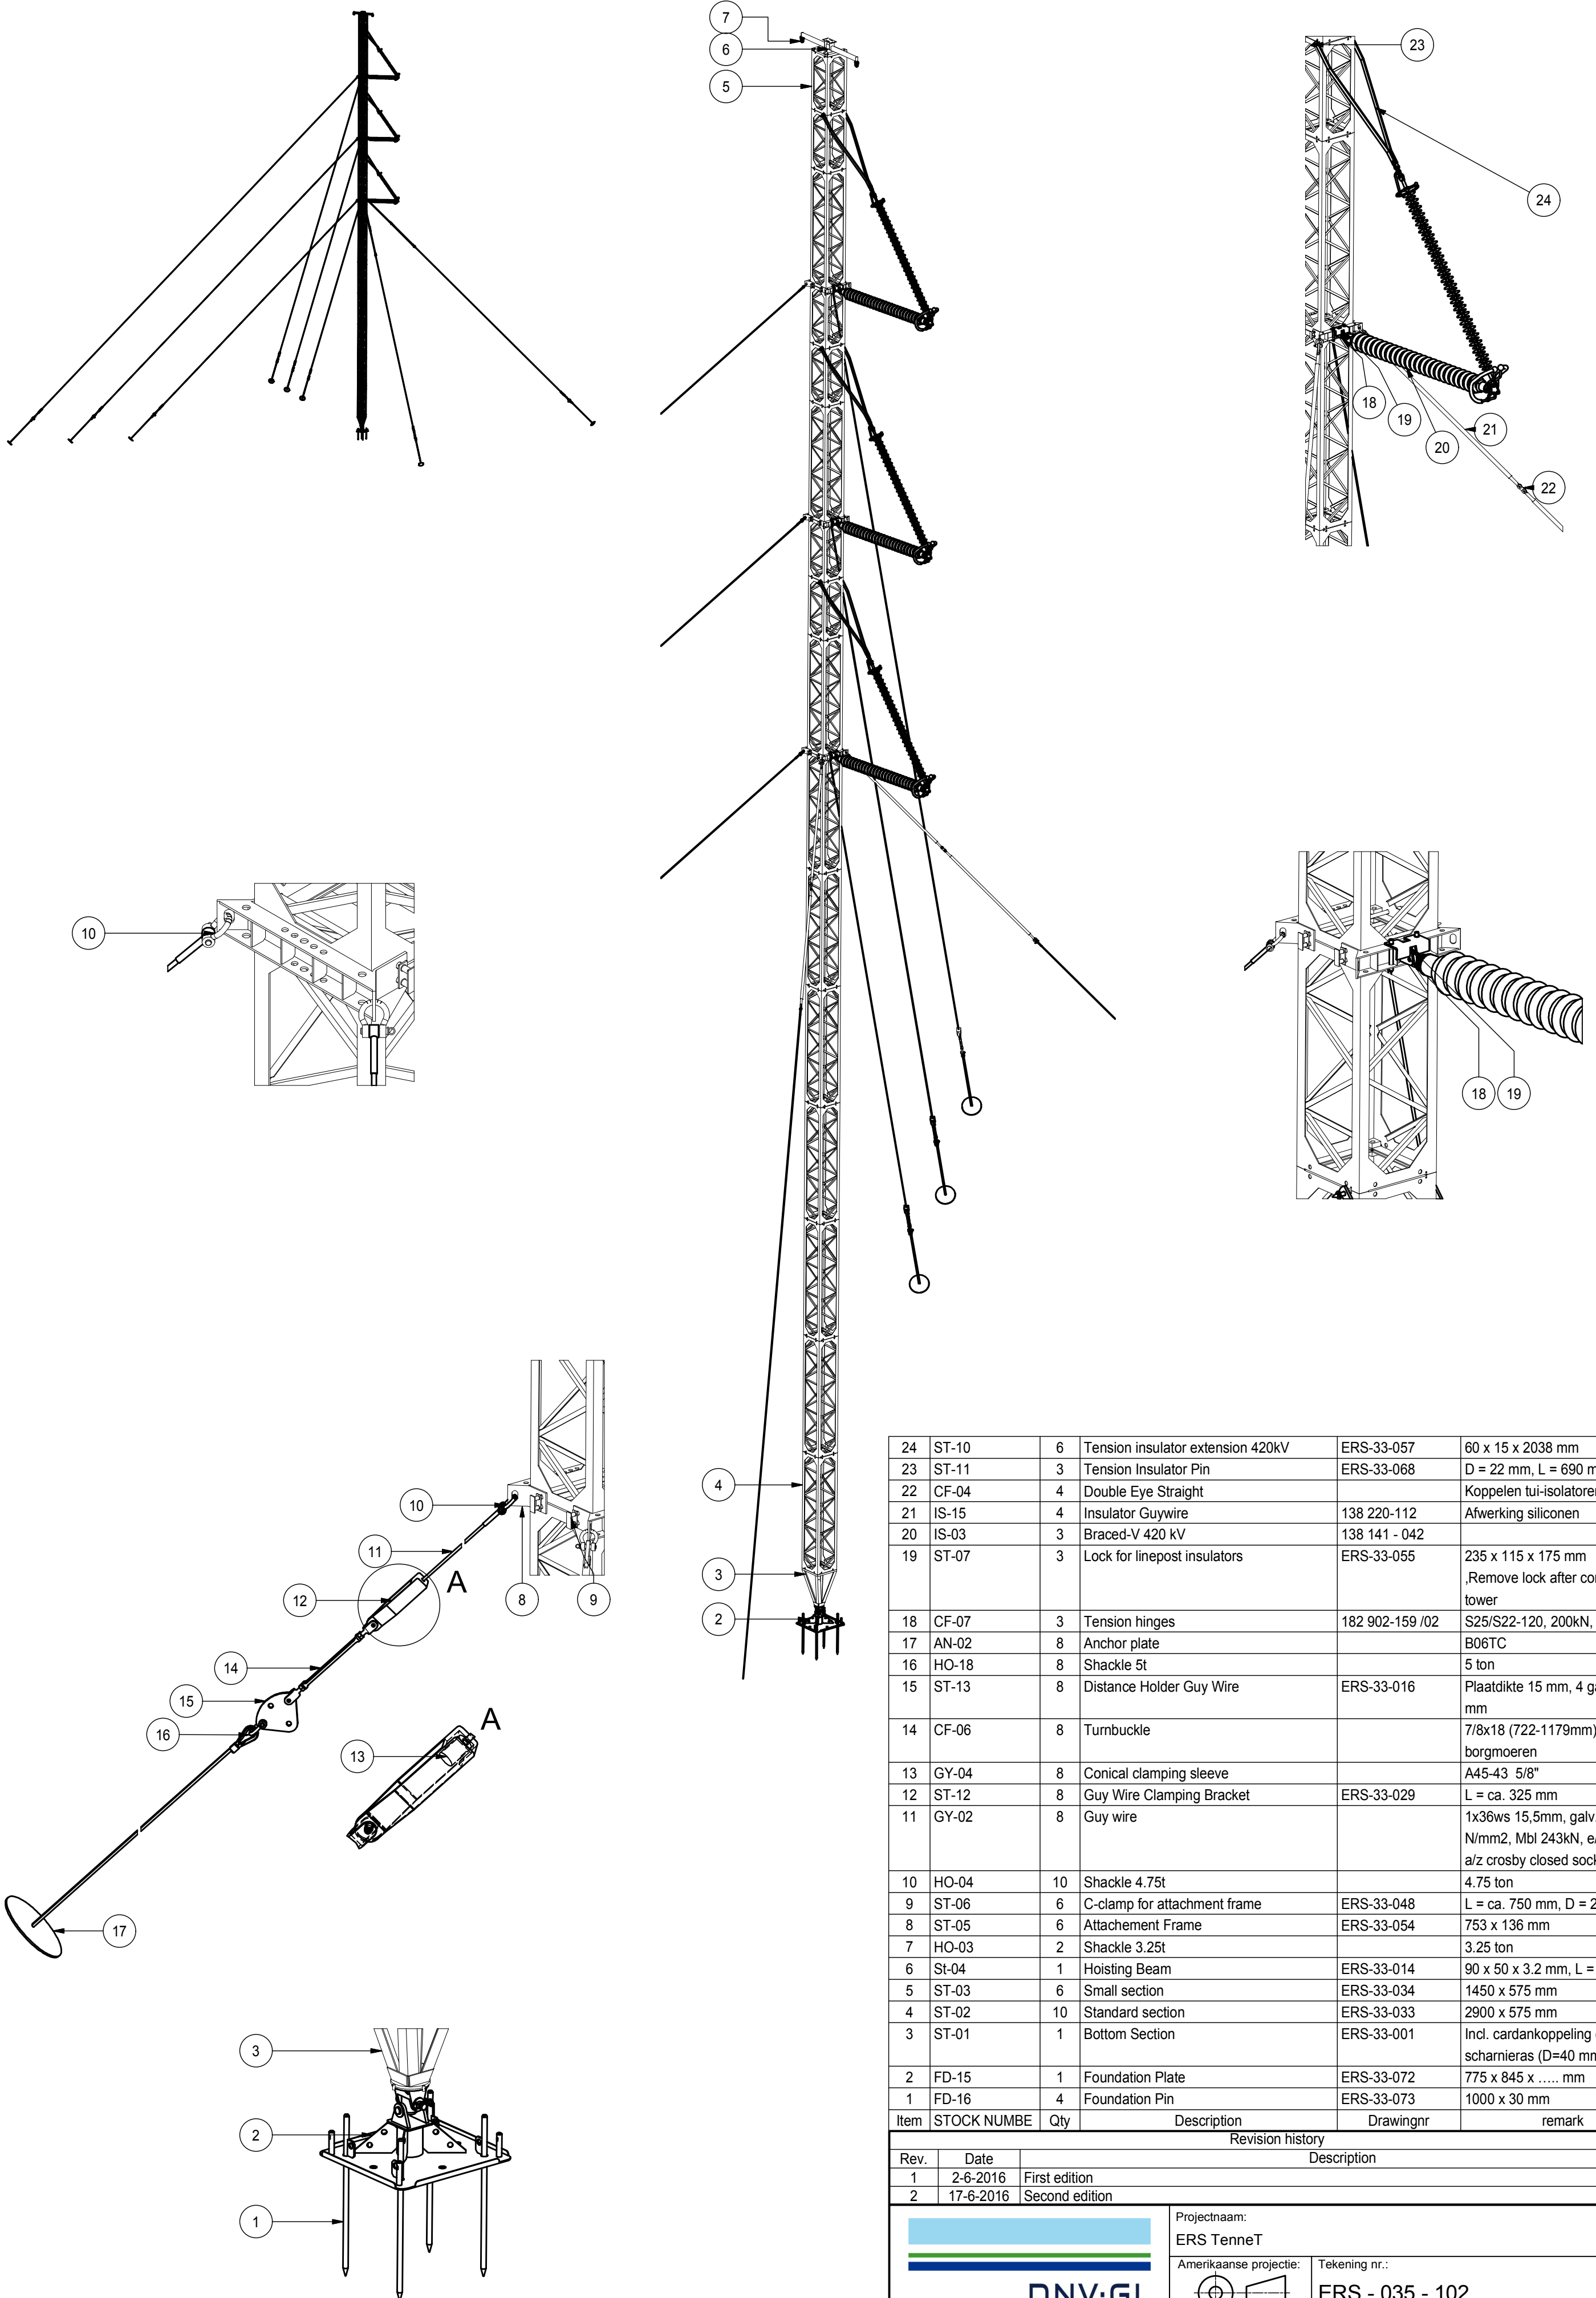 7
6
5
23
24
18
19
20
21
22
10
18 19
4
3
2
10
11
A
12
8
9
14
15
16
A
13
17
3
2
1
24 ST-10 6 Tension insulator extension 420kV ERS-33-057 60 x 15 x 2038 mm
23 ST-11 3 Tension Insulator Pin ERS-33-068 D = 22 mm, L = 690
22 CF-04 4 Double Eye Straight Koppelen
21 IS-15 4 Insulator Guywire 138 220-112 Afwerking siliconen
20 IS-03 3 Braced-V 420 kV 138 141 - 042
19 ST-07 3 Lock for linepost insulators ERS-33-055 235 x 115 x 175 mm
,Remove lock after
tower
18 CF-07 3 Tension hinges 182 902-159 /02 S25/S22-120, 200kN,
17 AN-02 8 Anchor plate B06TC
16 HO-18 8 Shackle 5t 5 ton
15 ST-13 8 Distance Holder Guy Wire ERS-33-016 Plaatdikte 15 mm, 4
mm
14 CF-06 8 Turnbuckle 7/8x18 (722-1179mm)
borgmoeren
13 GY-04 8 Conical clamping sleeve A45-43 5/8"
12 ST-12 8 Guy Wire Clamping Bracket ERS-33-029 L = ca. 325 mm
11 GY-02 8 Guy wire 1x36ws 15,5mm, galv
N/mm2, Mbl 243kN,
a/z crosby closed
10 HO-04 10 Shackle 4.75t 4.75 ton
9 ST-06 6 C-clamp for attachment frame ERS-33-048 L = ca. 750 mm, D =
8 ST-05 6 Attachement Frame ERS-33-054 753 x 136 mm
7 HO-03 2 Shackle 3.25t 3.25 ton
6 St-04 1 Hoisting Beam ERS-33-014 90 x 50 x 3.2 mm, L =
5 ST-03 6 Small section ERS-33-034 1450 x 575 mm
4 ST-02 10 Standard section ERS-33-033 2900 x 575 mm
3 ST-01 1 Bottom Section ERS-33-001 Incl. cardankoppeling
scharnieras (D=40
2 FD-15 1 Foundation Plate ERS-33-072 775 x 845 x ..... mm
1 FD-16 4 Foundation Pin ERS-33-073 1000 x 30 mm
Item STOCK NUMBE Qty Description Drawingnr remark
Revision history
Rev. Date Description
1 2-6-2016 First edition
2 17-6-2016 Second edition
Projectnaam:
ERS TenneT
Amerikaanse projectie: Tekening nr.:
DNV·GL ERS - 035 - 102